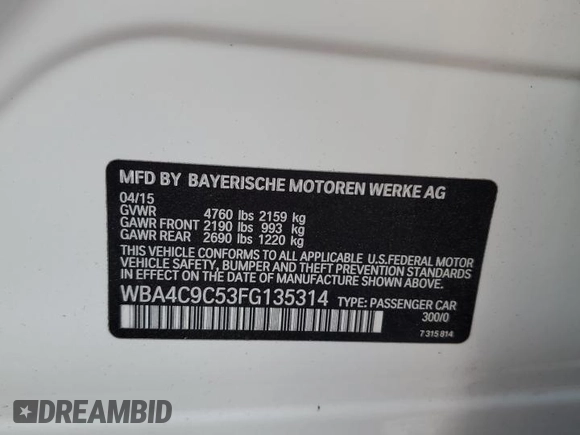 MFD BY BAYERISCHE MOTOREN WERKE AG
04/15
GVWR 4760 lbs 2159 kg
GAWR FRONT 2190 lbs 993 kg
GAWR REAR 2690 lbs 1220 kg
THIS VEHICLE CONFORMS TO ALL APPLICABLE U.S.FEDERAL MOTOR
VEHICLE SAFETY, BUMPER AND THEFT PREVENTION STANDARDS IN
EFFECT ON THE DATE OF MANUFACTURE SHOWN ABOVE.
WBA4C9C53FG135314 TYPE: PASSENGER CAR
300/0
7 315 814
DREAMBID